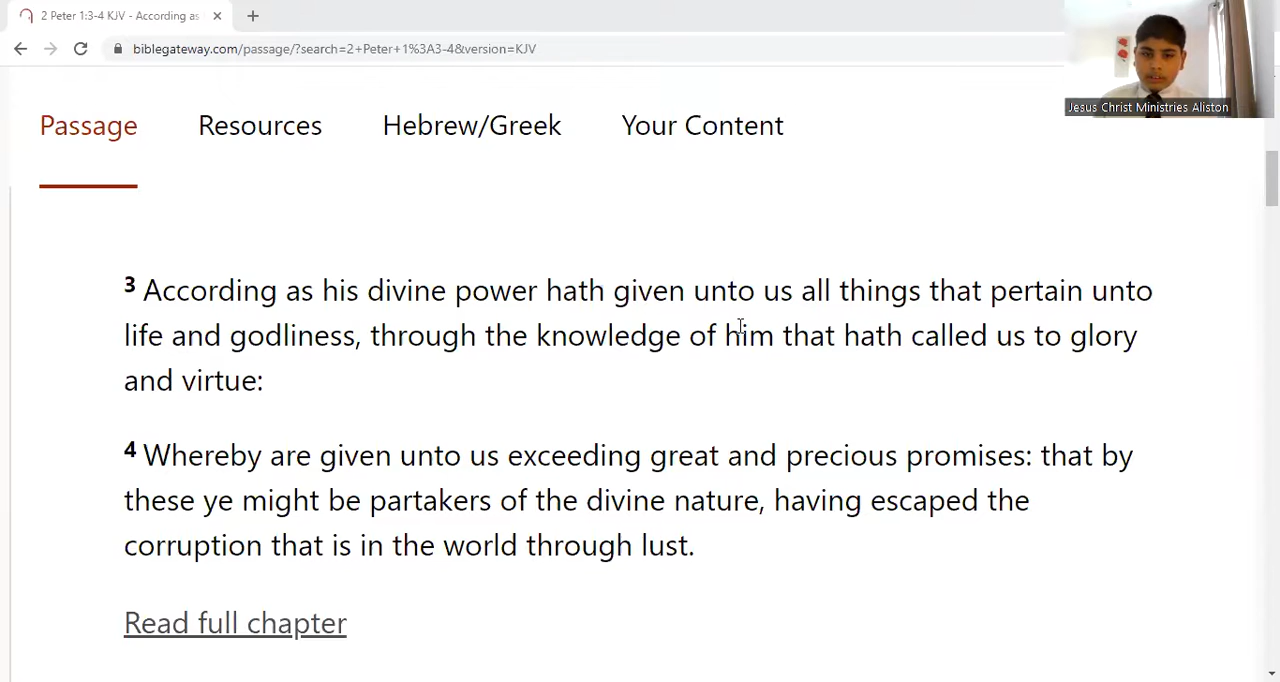 2 Peter 1:3-4 KJV - According as
biblegateway.com/passage/?search=2+Peter+1%3A3-4&version=KJV
Jesus Christ Ministries Aliston
Passage Resources Hebrew/Greek Your Content
3 According as his divine power hath given unto us all things that pertain unto
life and godliness, through the knowledge of him that hath called us to glory
and virtue:
4 Whereby are given unto us exceeding great and precious promises: that by
these ye might be partakers of the divine nature, having escaped the
corruption that is in the world through lust.
Read full chapter